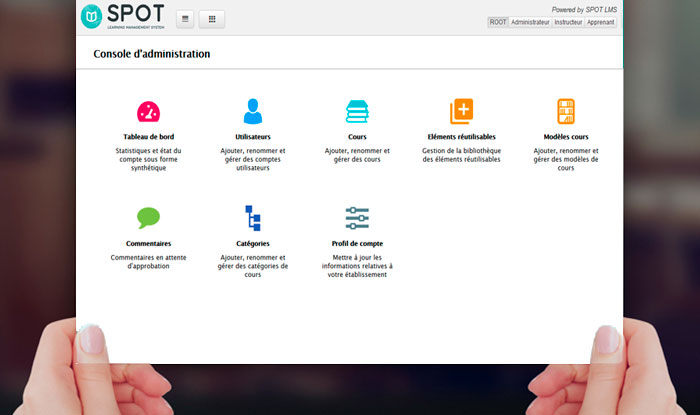 SPOT
LEARNING MANAGEMENT SYSTEM
Powered by SPOT LMS
ROOT Administrateur Instructeur Apprenant
Console d'administration
Tableau de bord
Statistiques et état du
compte sous forme
synthétique
Utilisateurs
Ajouter, renommer et
gérer des comptes
utilisateurs
Cours
Ajouter, renommer et
gérer des cours
Eléments réutilisables
Gestion de la bibliothèque
des éléments réutilisables
Modèles cours
Ajouter, renommer et
gérer des modèles de
cours
Commentaires
Commentaires en attente
d'approbation
Catégories
Ajouter, renommer et
gérer des catégories de
cours
Profil de compte
Mettre à jour les
informations relatives à
votre établissement